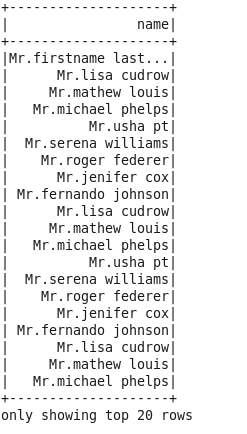 +--------------------+
|                name|
+--------------------+
|Mr.firstname last...|
|      Mr.lisa cudrow|
|     Mr.mathew louis|
|   Mr.michael phelps|
|          Mr.usha pt|
|  Mr.serena williams|
|    Mr.roger federer|
|      Mr.jenifer cox|
| Mr.fernando johnson|
|      Mr.lisa cudrow|
|     Mr.mathew louis|
|   Mr.michael phelps|
|          Mr.usha pt|
|  Mr.serena williams|
|    Mr.roger federer|
|      Mr.jenifer cox|
| Mr.fernando johnson|
|      Mr.lisa cudrow|
|     Mr.mathew louis|
|   Mr.michael phelps|
+--------------------+
only showing top 20 rows